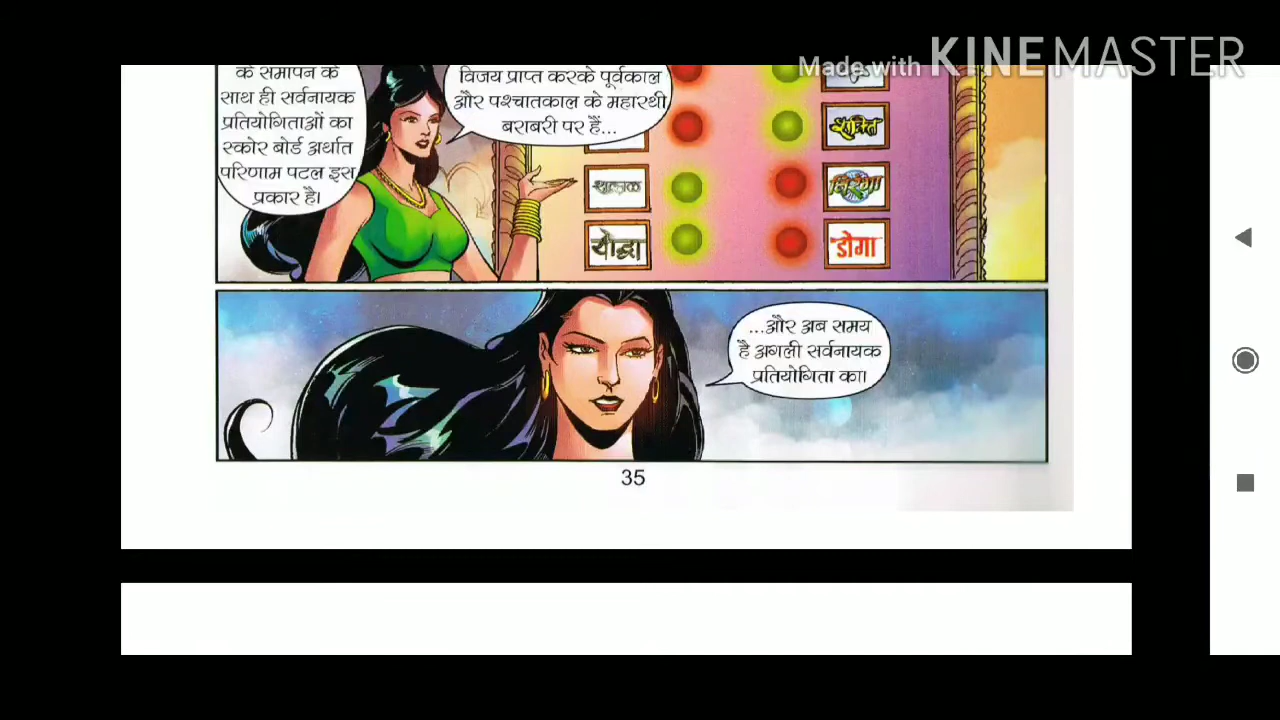 Made with KINEMASTER
के समापन के
साथ ही सर्वनायक
प्रतियोगिताओं का
स्कोर बोर्ड अर्थात
परिणाम पटल इस
प्रकार है।
विजय प्राप्त करके पूर्वकाल
और पश्चातकाल के महारथी
बराबरी पर हैं...
शक्ति
तिरंगा
योद्धा
डोगा
...और अब समय
है अगली सर्वनायक
प्रतियोगिता का।
35